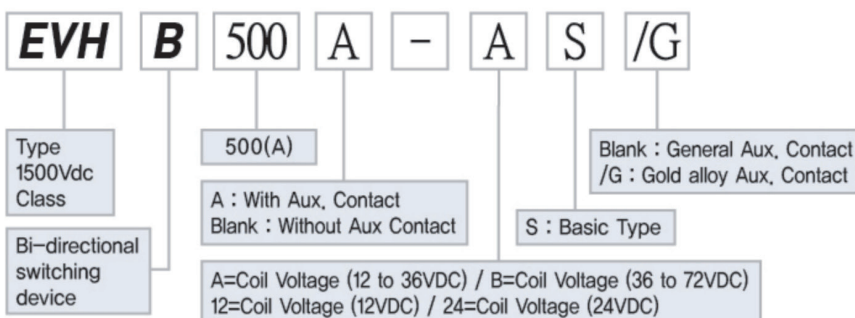 EVH B 500 A - A S /G
Type
1500Vdc
Class
500(A)
Blank : General Aux. Contact
/G : Gold alloy Aux. Contact
A : With Aux. Contact
Blank : Without Aux Contact
S : Basic Type
Bi-directional
switching
device
A=Coil Voltage (12 to 36VDC) / B=Coil Voltage (36 to 72VDC)
12=Coil Voltage (12VDC) / 24=Coil Voltage (24VDC)